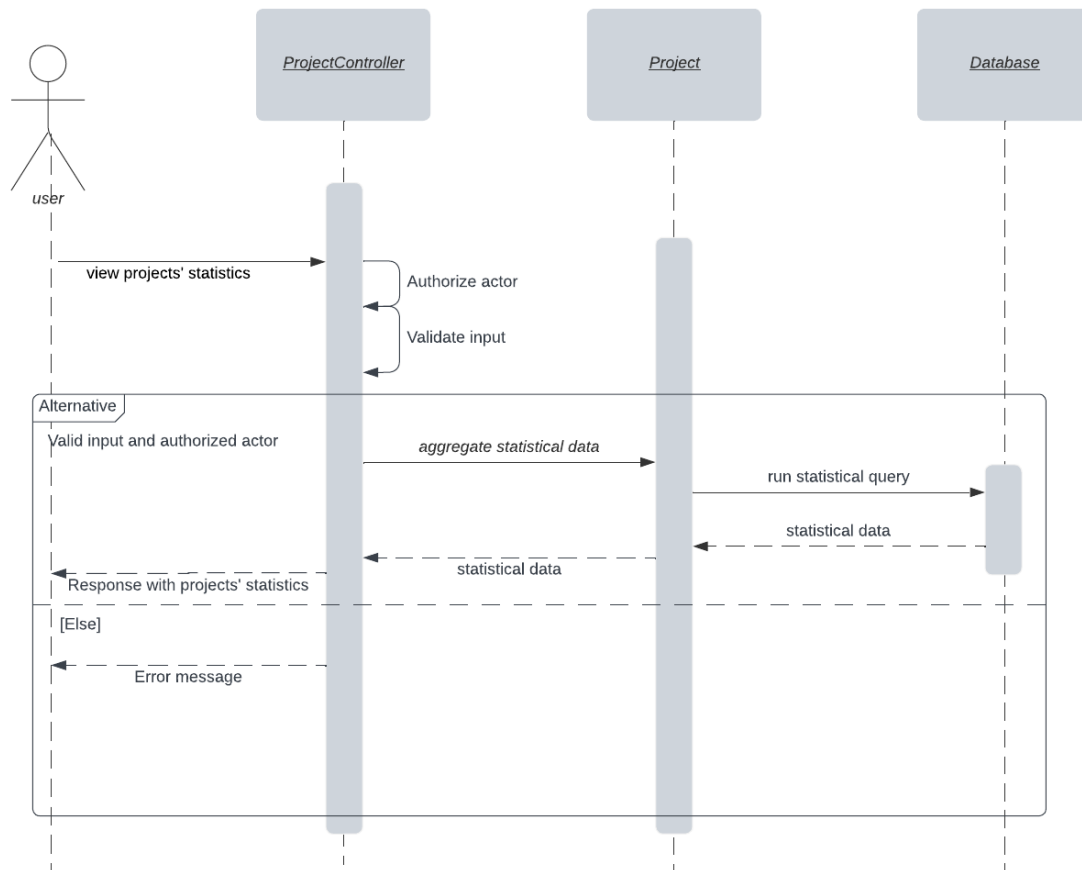 ProjectController
Project
Database
user
view projects' statistics
Authorize actor
Validate input
Alternative
Valid input and authorized actor
aggregate statistical data
run statistical query
statistical data
statistical data
Response with projects' statistics
[Else]
Error message